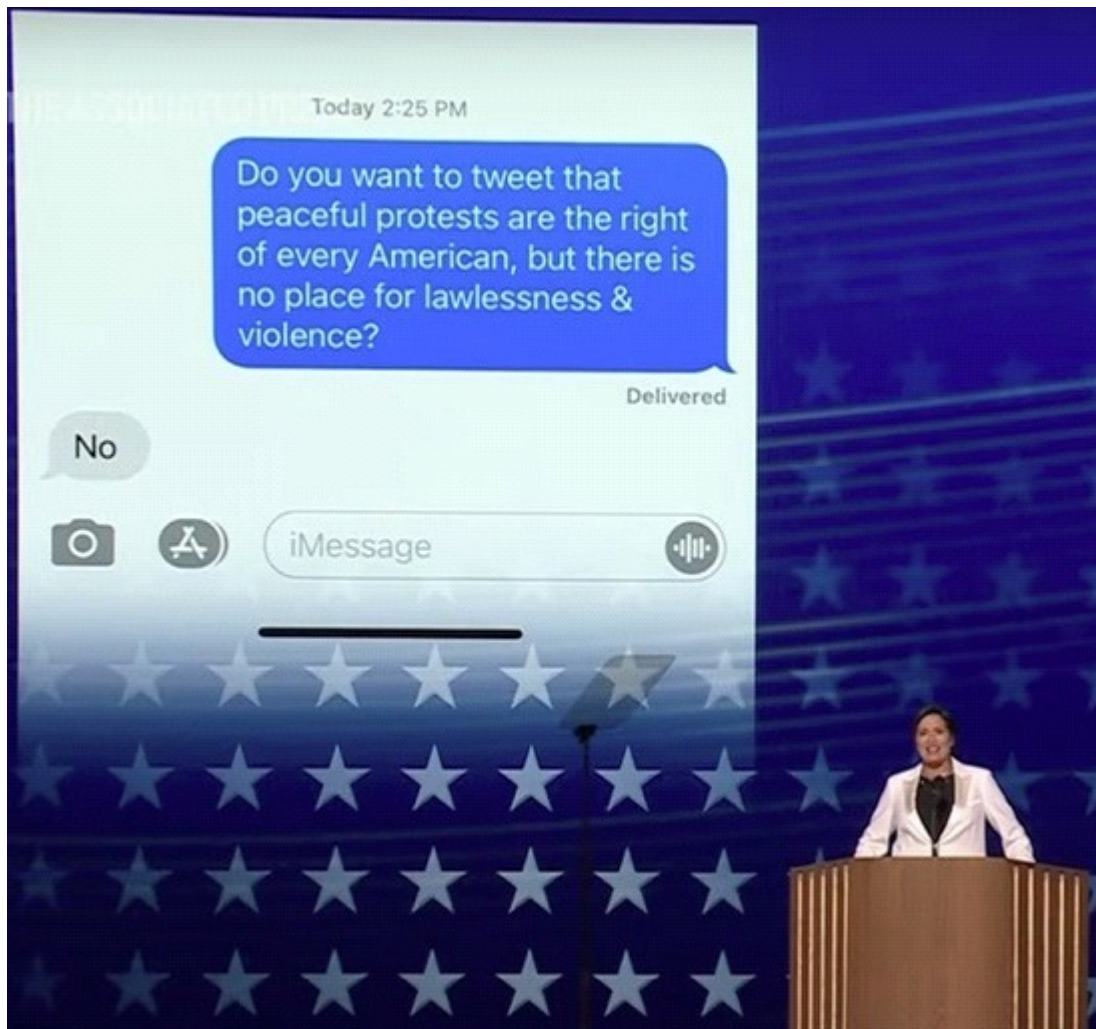 Today 2:25 PM
Do you want to tweet that
peaceful protests are the right
of every American, but there is
no place for lawlessness &
violence?
Delivered
No
iMessage